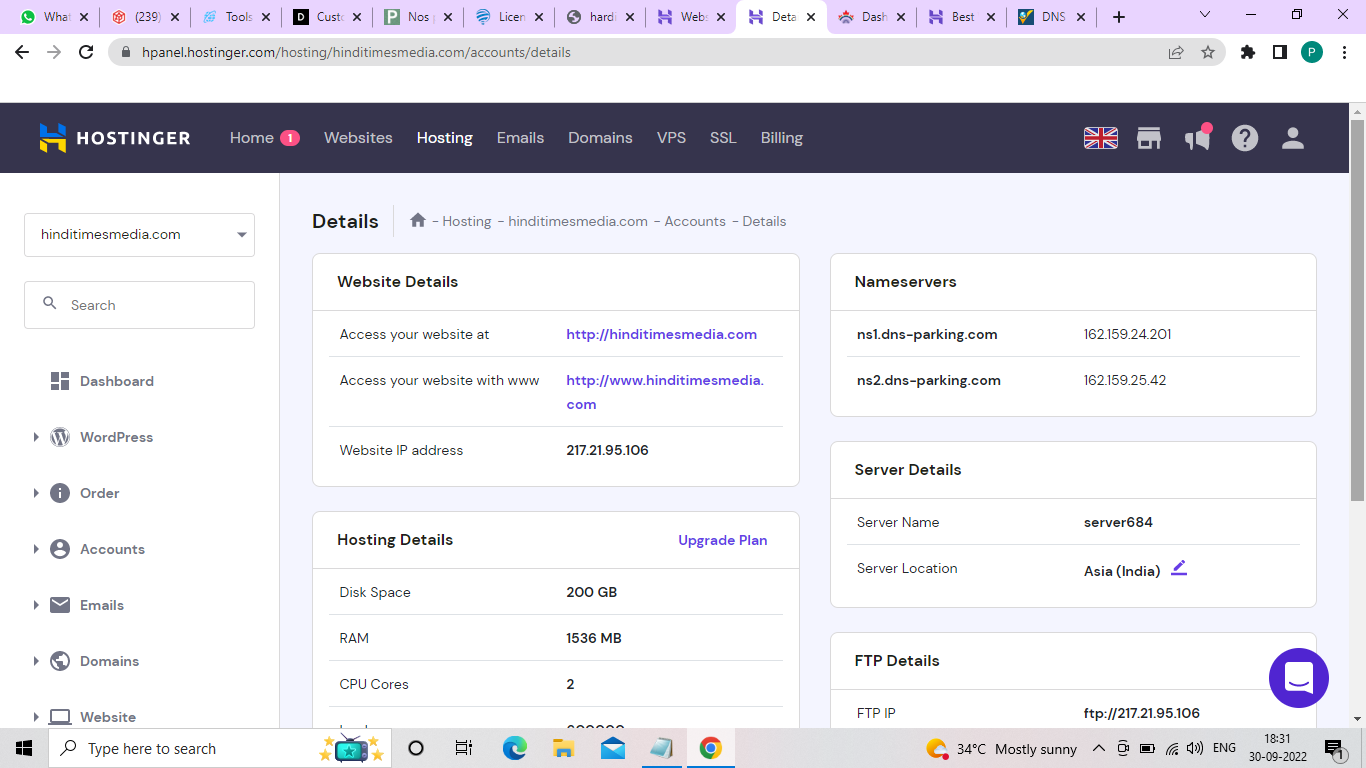 What
(239)
Tools
Custo
Nos
Licen
hardi
Webs
Deta
Dash
Best
DNS
hpanel.hostinger.com/hosting/hinditimesmedia.com/accounts/details
P
HOSTINGER
Home 1
Websites
Hosting
Emails
Domains
VPS
SSL
Billing
hinditimesmedia.com
Search
Dashboard
WordPress
Order
Accounts
Emails
Domains
Website
Details
- Hosting - hinditimesmedia.com - Accounts - Details
Website Details
Access your website at http://hinditimesmedia.com
Access your website with www http://www.hinditimesmedia.
com
Website IP address 217.21.95.106
Hosting Details Upgrade Plan
Disk Space 200 GB
RAM 1536 MB
CPU Cores 2
Nameservers
ns1.dns-parking.com 162.159.24.201
ns2.dns-parking.com 162.159.25.42
Server Details
Server Name server684
Server Location Asia (India)
FTP Details
FTP IP ftp://217.21.95.106
Type here to search
34°C Mostly sunny
ENG
18:31
30-09-2022
1